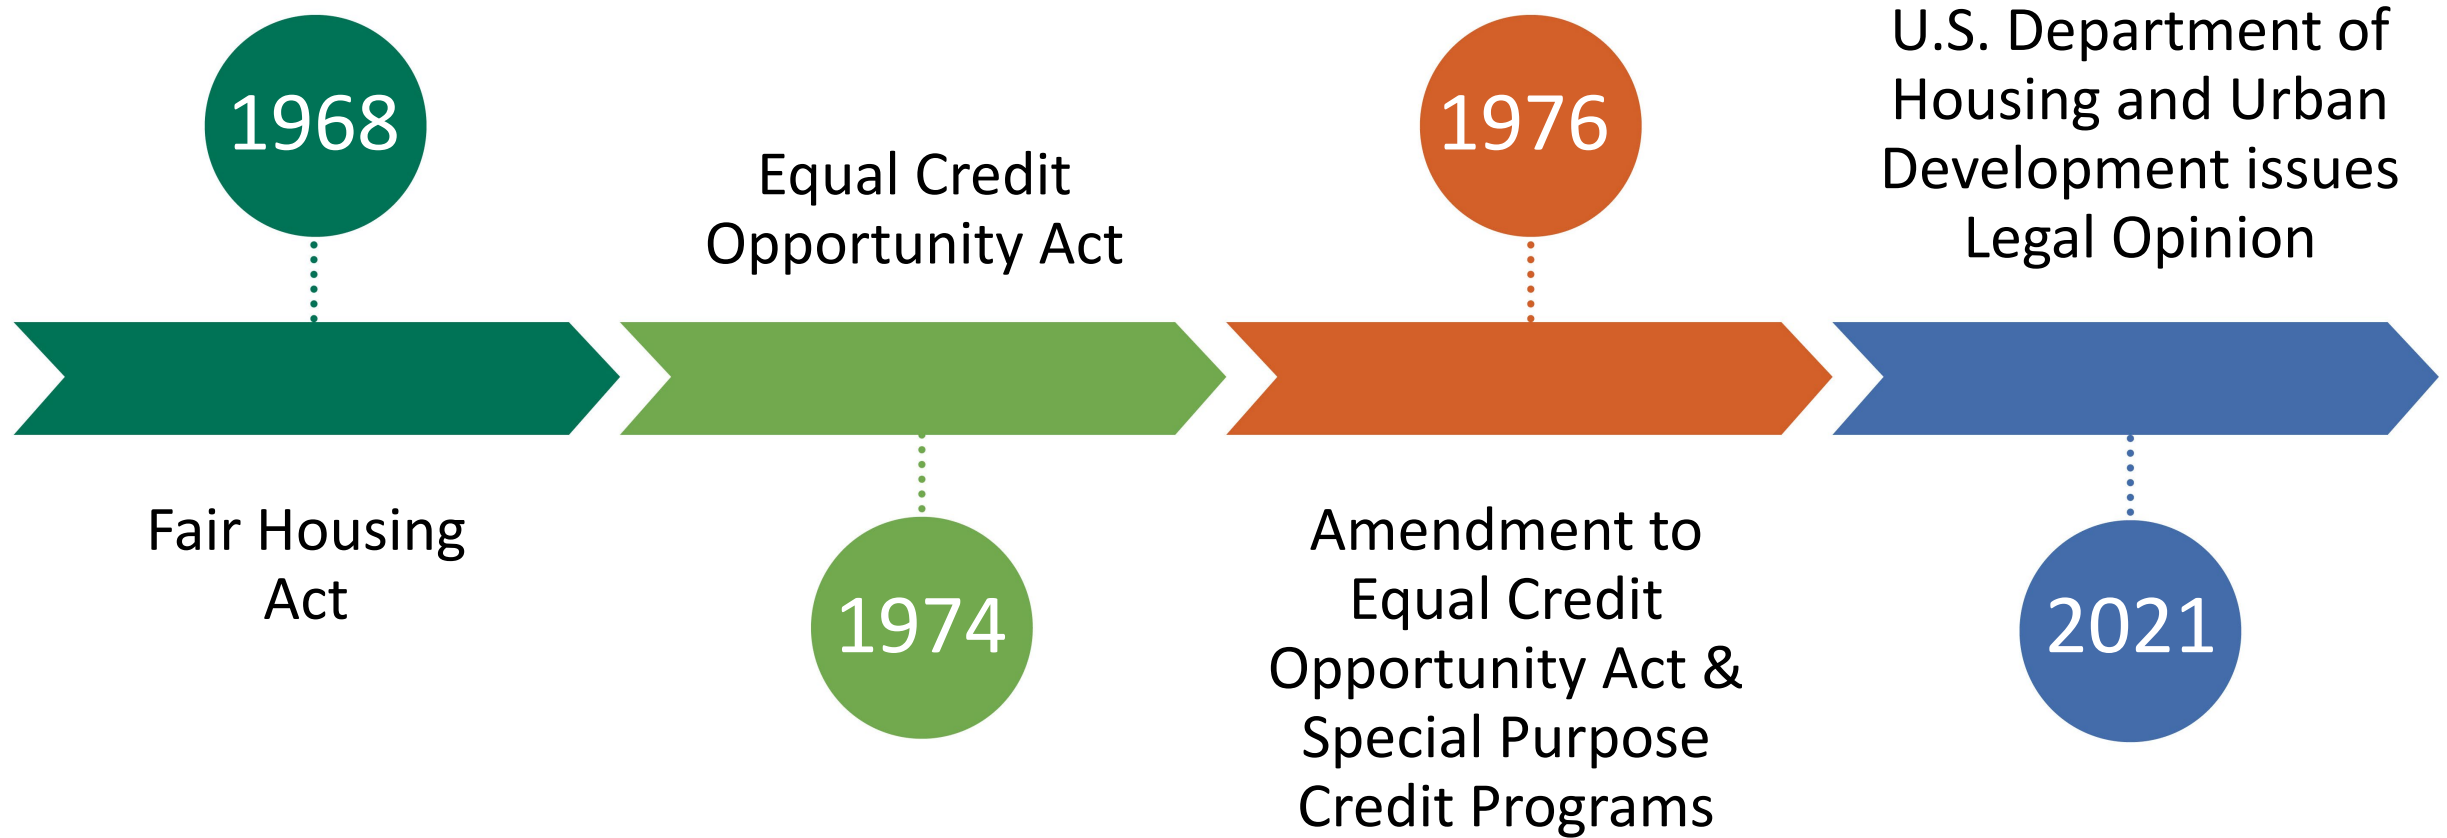 1968
Fair Housing
Act
Equal Credit
Opportunity Act
1974
1976
Amendment to
Equal Credit
Opportunity Act &
Special Purpose
Credit Programs
U.S. Department of
Housing and Urban
Development issues
Legal Opinion
2021